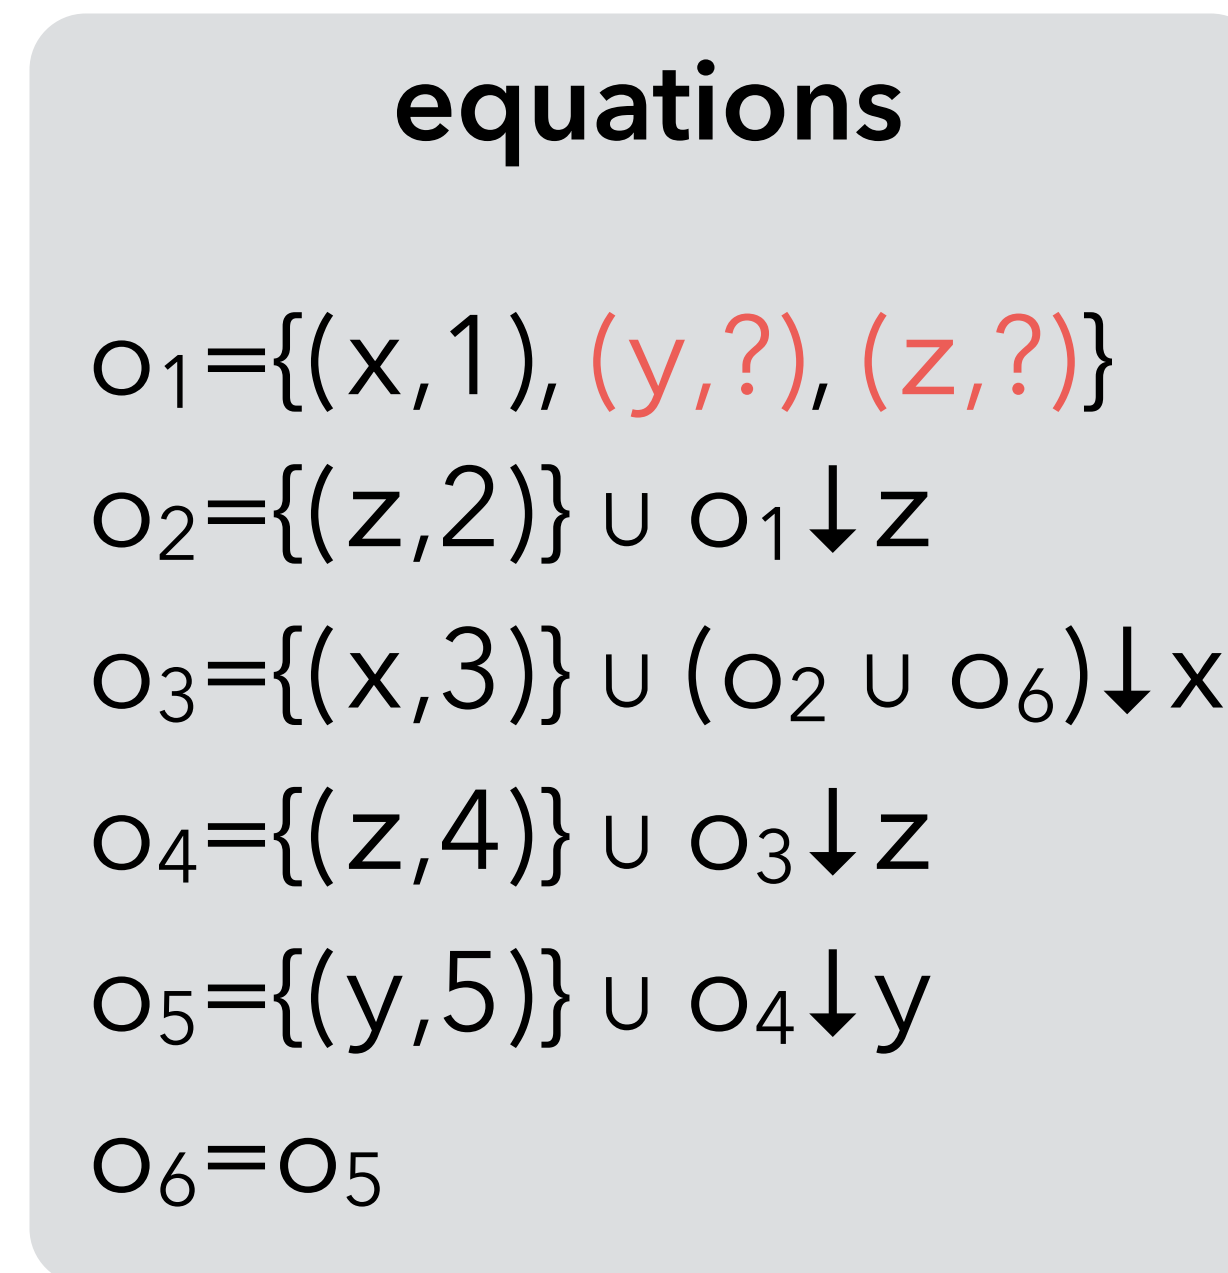 equations
o₁={(x,1), (y,?), (z,?)}
o₂={(z,2)} ∪ o₁↓z
o₃={(x,3)} ∪ (o₂ ∪ o₆)↓x
o₄={(z,4)} ∪ o₃↓z
o₅={(y,5)} ∪ o₄↓y
o₆=o₅